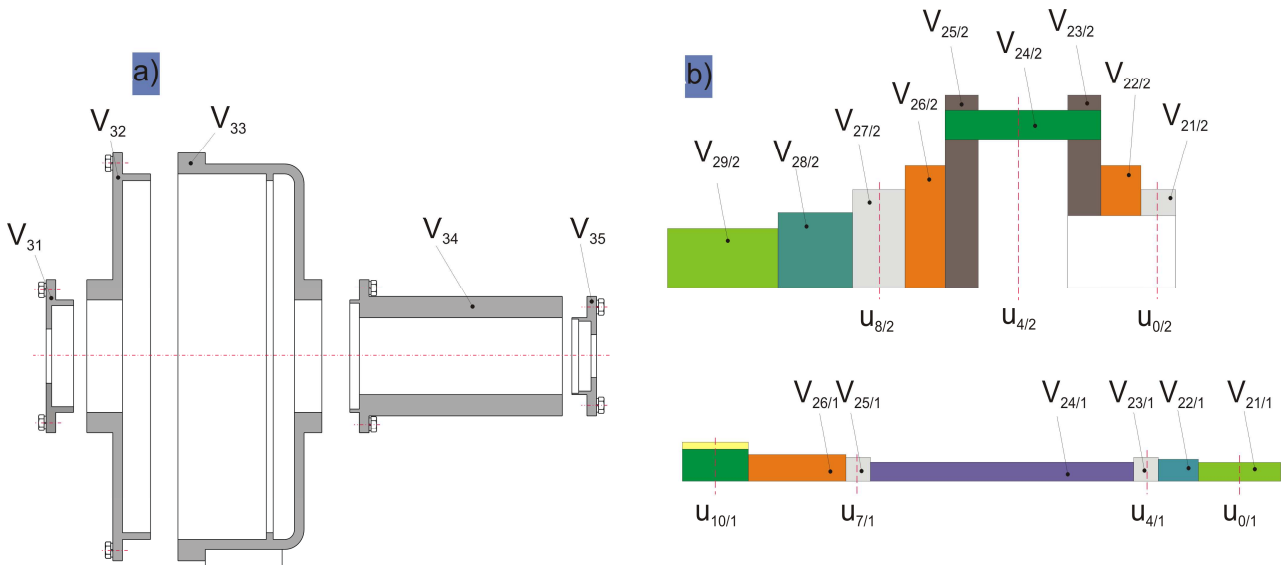 a)
V32
V33
V31
V34
V35
b)
V25/2
V24/2
V23/2
V26/2
V22/2
V27/2
V21/2
V29/2
V28/2
u8/2
u4/2
u0/2
V26/1
V25/1
V24/1
V23/1
V22/1
V21/1
u10/1
u7/1
u4/1
u0/1